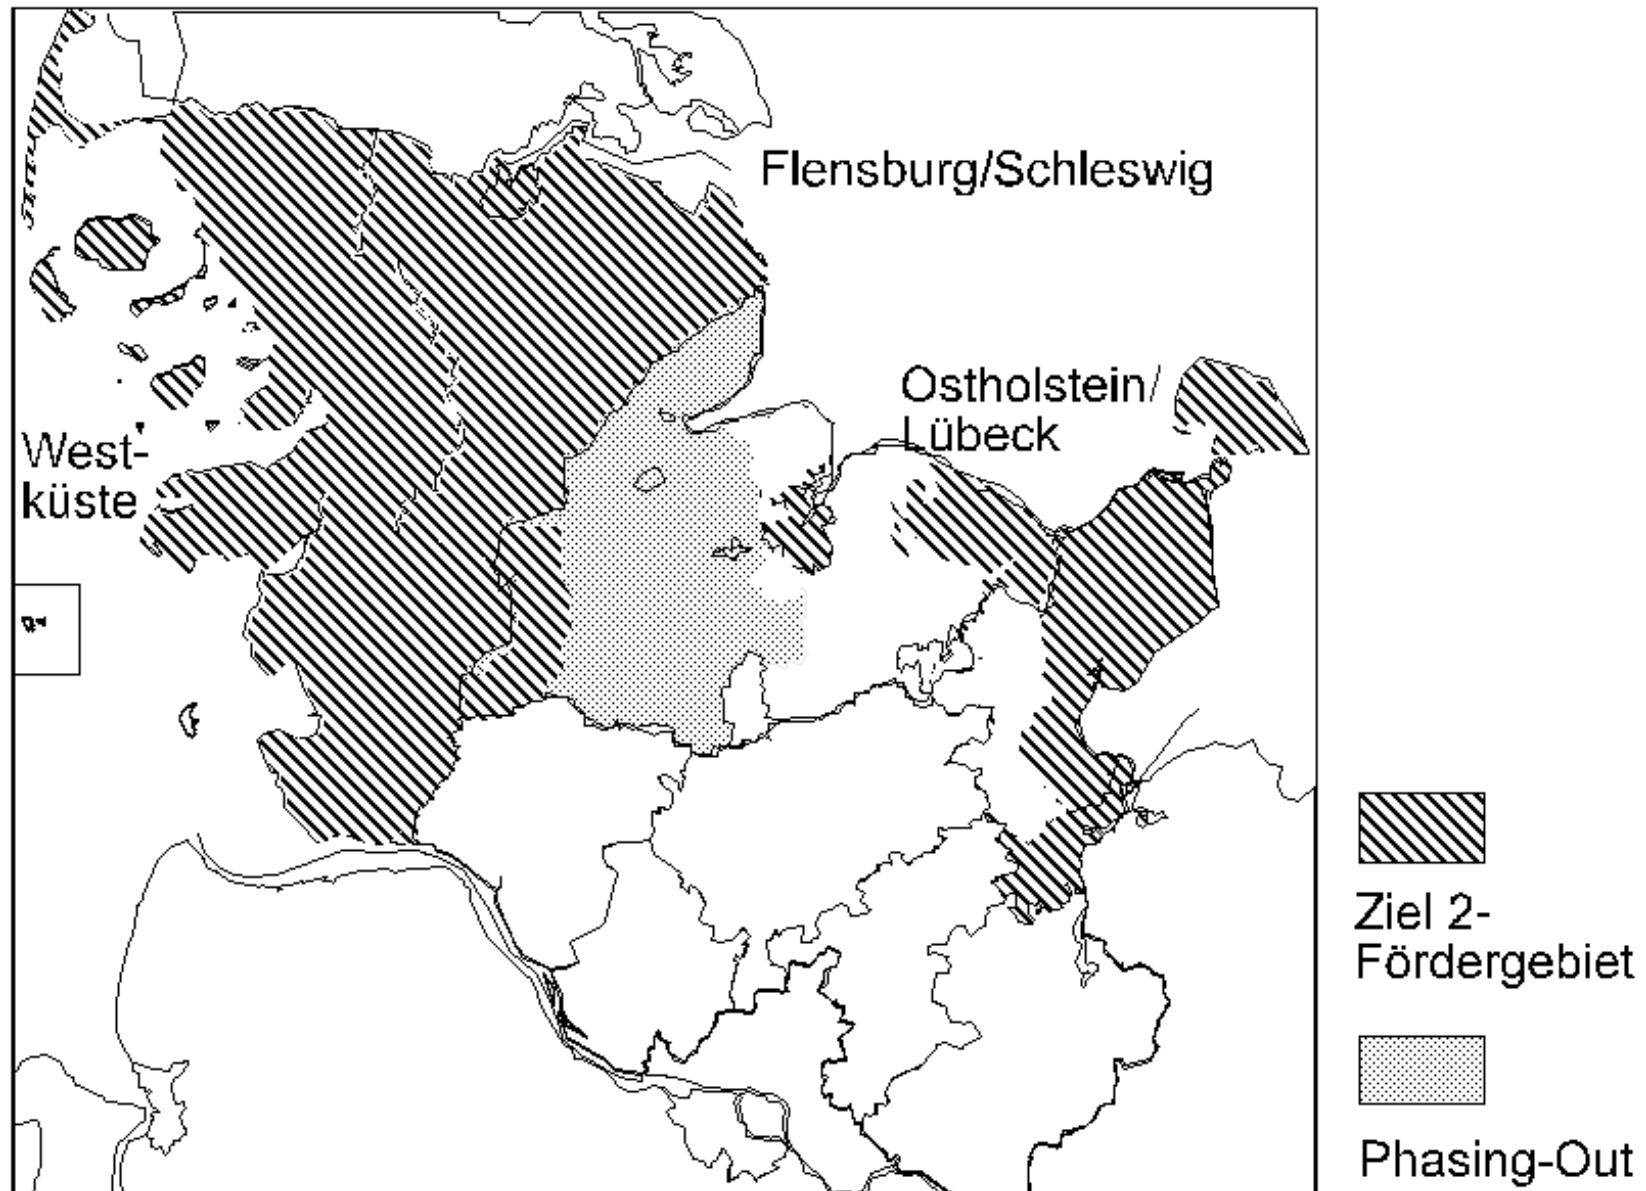 Flensburg/Schleswig
Ostholstein/
Lübeck
West-
küste
Ziel 2-
Fördergebiet
Phasing-Out